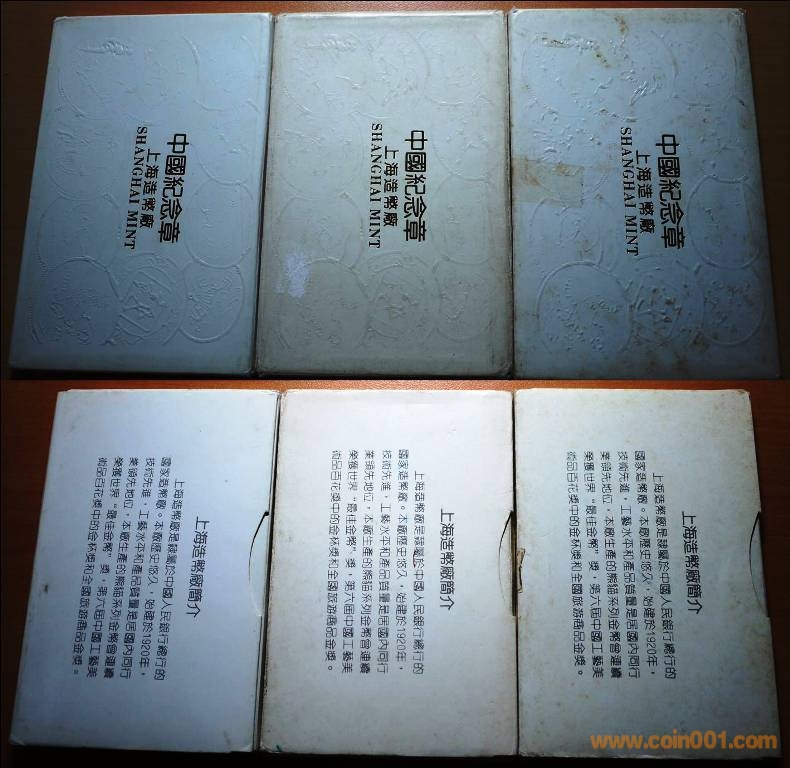 中國紀念章
上海造幣廠
SHANGHAI MINT
中國紀念章
上海造幣廠
SHANGHAI MINT
中國紀念章
上海造幣廠
SHANGHAI MINT
上海造幣廠簡介
上海造幣廠是隸屬於中國人民銀行總行的
國家造幣廠。本廠歷史悠久，始建於1920年，
技術先進，工藝水平和產品質量是居國內同行
業領先地位，本廠生產的熊貓系列金幣曾連續
榮獲世界“最佳金幣”獎，第六屆中國工藝美
術品百花獎中的金杯獎和全國旅游商品金獎。
上海造幣廠簡介
上海造幣廠是隸屬於中國人民銀行總行的
國家造幣廠。本廠歷史悠久，始建於1920年，
技術先進，工藝水平和產品質量是居國內同行
業領先地位，本廠生產的熊貓系列金幣曾連續
榮獲世界“最佳金幣”獎，第六屆中國工藝美
術品百花獎中的金杯獎和全國旅游商品金獎。
上海造幣廠簡介
上海造幣廠是隸屬於中國人民銀行總行的
國家造幣廠。本廠歷史悠久，始建於1920年，
技術先進，工藝水平和產品質量是居國內同行
業領先地位，本廠生產的熊貓系列金幣曾連續
榮獲世界“最佳金幣”獎，第六屆中國工藝美
術品百花獎中的金杯獎和全國旅游商品金獎。
www.coin001.com